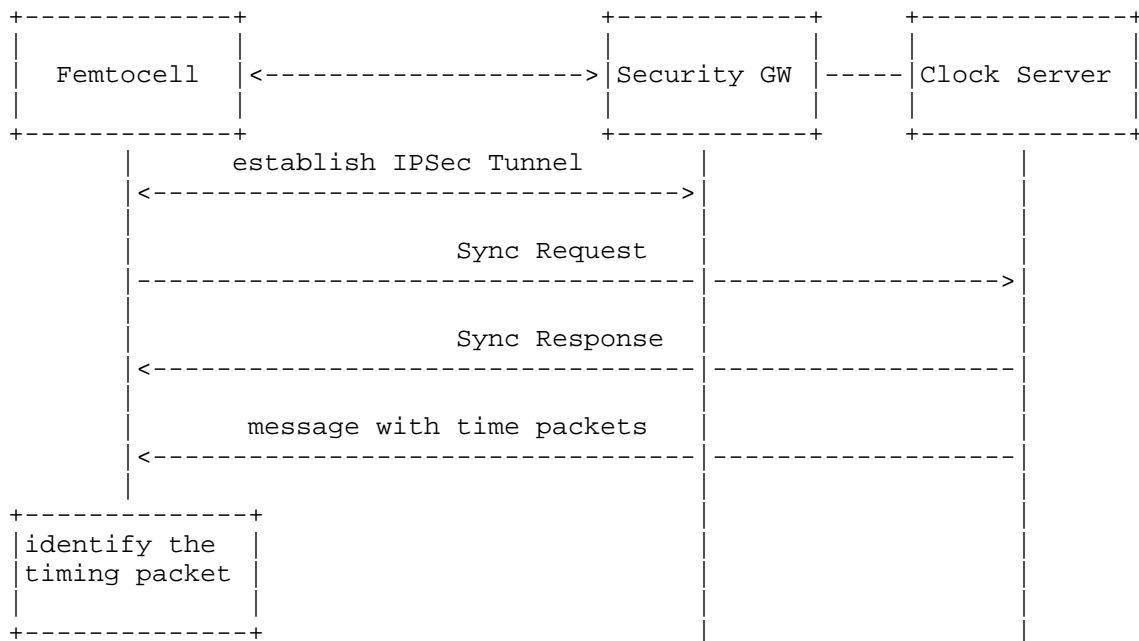 Femtocell Security GW Clock Server
establish IPSec Tunnel
Sync Request
Sync Response
message with time packets
identify the
timing packet